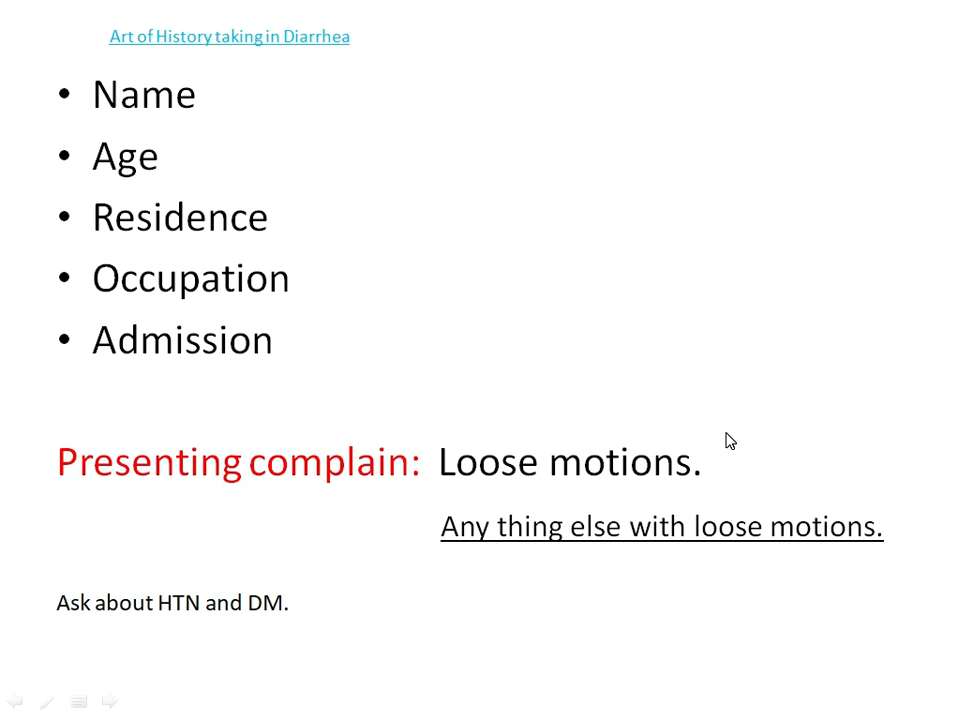 Art of History taking in Diarrhea
• Name
• Age
• Residence
• Occupation
• Admission
Presenting complain: Loose motions.
Any thing else with loose motions.
Ask about HTN and DM.